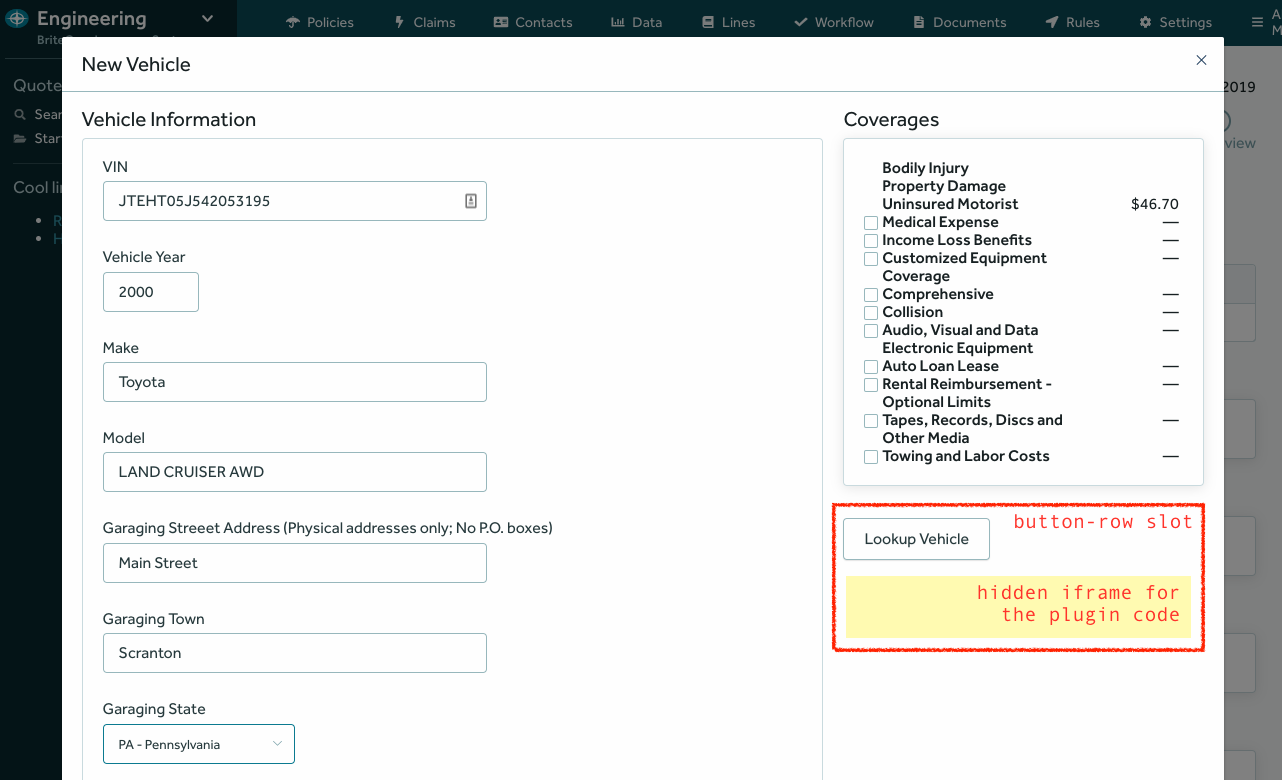 Engineering
Policies
Claims
Contacts
Data
Lines
Workflow
Documents
Rules
Settings
Quote
Cool
New Vehicle
2019
view
Vehicle Information
VIN
JTEHT05J542053195
Vehicle Year
2000
Make
Toyota
Model
LAND CRUISER AWD
Garaging Streeet Address (Physical addresses only; No P.O. boxes)
Main Street
Garaging Town
Scranton
Garaging State
PA - Pennsylvania
Coverages
Bodily Injury
Property Damage
Uninsured Motorist $46.70
Medical Expense —
Income Loss Benefits —
Customized Equipment —
Coverage
Comprehensive —
Collision —
Audio, Visual and Data —
Electronic Equipment
Auto Loan Lease —
Rental Reimbursement - —
Optional Limits
Tapes, Records, Discs and —
Other Media
Towing and Labor Costs —
button-row slot
Lookup Vehicle
hidden iframe for
the plugin code